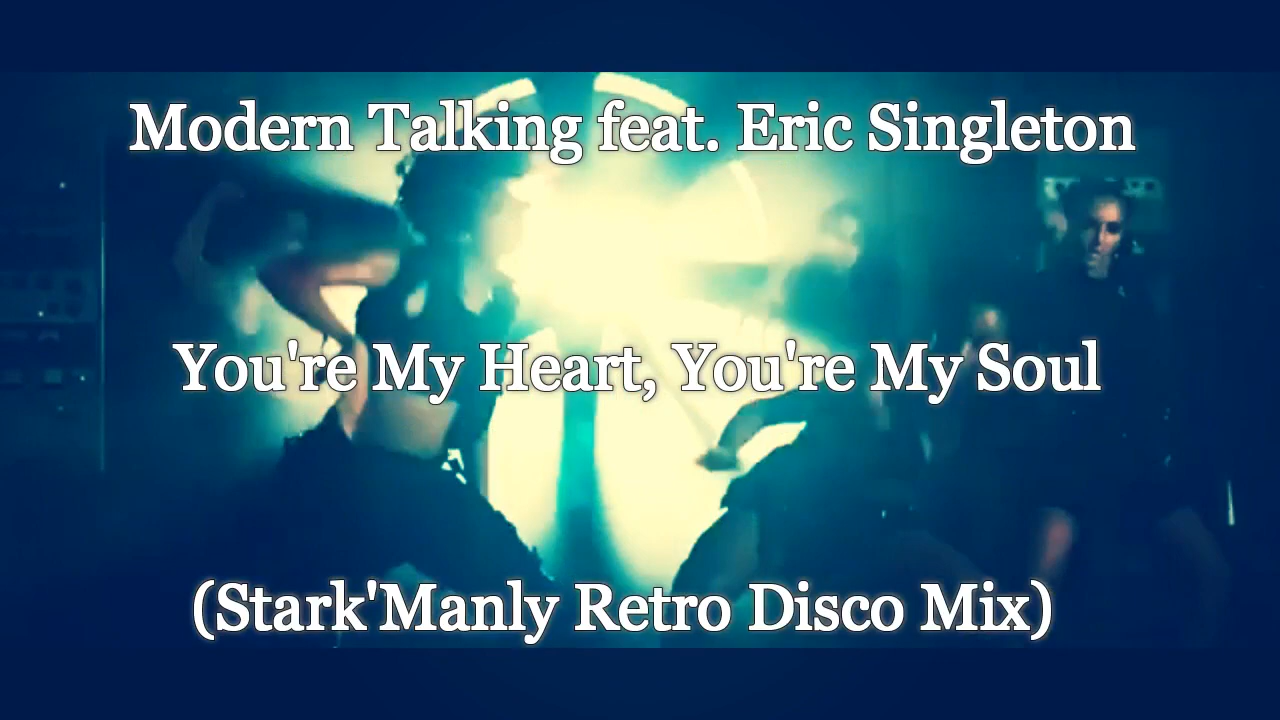 Modern Talking feat. Eric Singleton
You're My Heart, You're My Soul
(Stark'Manly Retro Disco Mix)